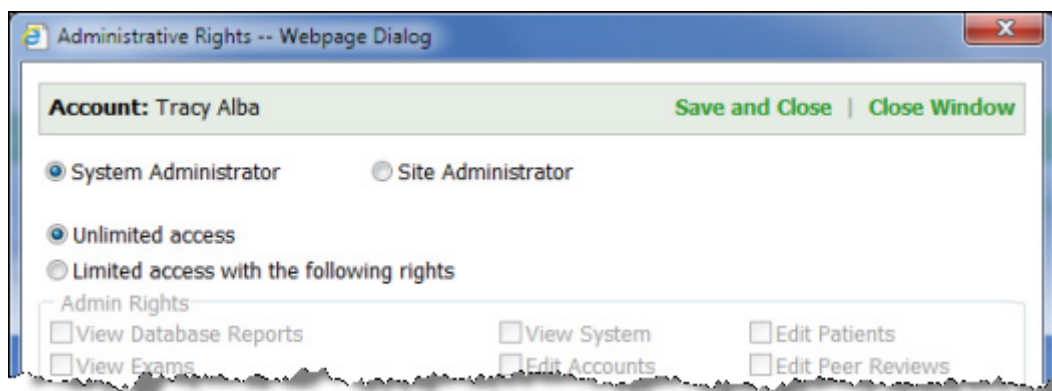 Administrative Rights -- Webpage Dialog
Account: Tracy Alba Save and Close | Close Window
System Administrator Site Administrator
Unlimited access
Limited access with the following rights
Admin Rights
View Database Reports View System Edit Patients
View Exams Edit Accounts Edit Peer Reviews